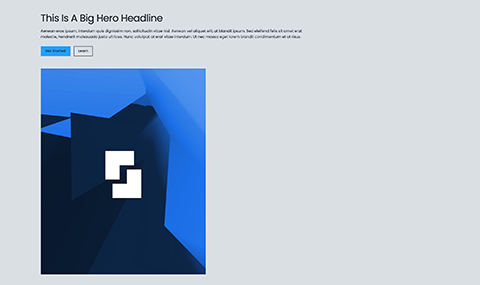 This Is A Big Hero Headline
Aenean eros ipsum, interdum quis dignissim non, sollicitudin vitae nisl. Aenean vel aliquet elit, at blandit ipsum. Sed eleifend felis sit amet erat
molestie, hendrerit malesuada justo ultrices. Nunc volutpat at erat vitae interdum. Ut nec massa eget lorem blandit condimentum et at risus.
Get Started
Learn